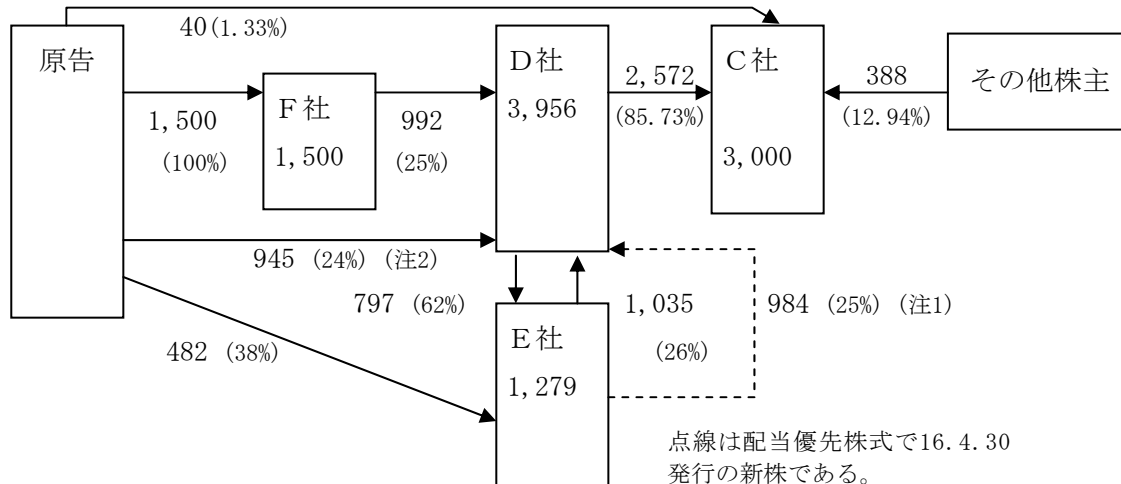 40(1.33%)
原告
1,500
(100%)
F社
1,500
992
(25%)
D社
3,956
2,572
(85.73%)
C社
3,000
388
(12.94%)
その他株主
945 (24%) (注2)
797 (62%)
482 (38%)
E社
1,279
1,035
(26%)
984 (25%) (注1)
点線は配当優先株式で16.4.30
発行の新株である。